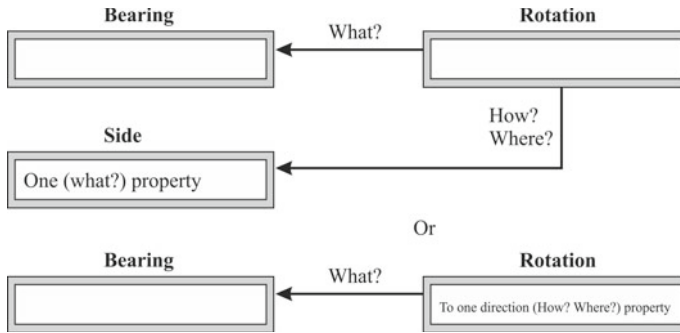 Bearing
Rotation
What?
How?
Where?
Side
One (what?) property
Or
Bearing
Rotation
What?
To one direction (How? Where?) property